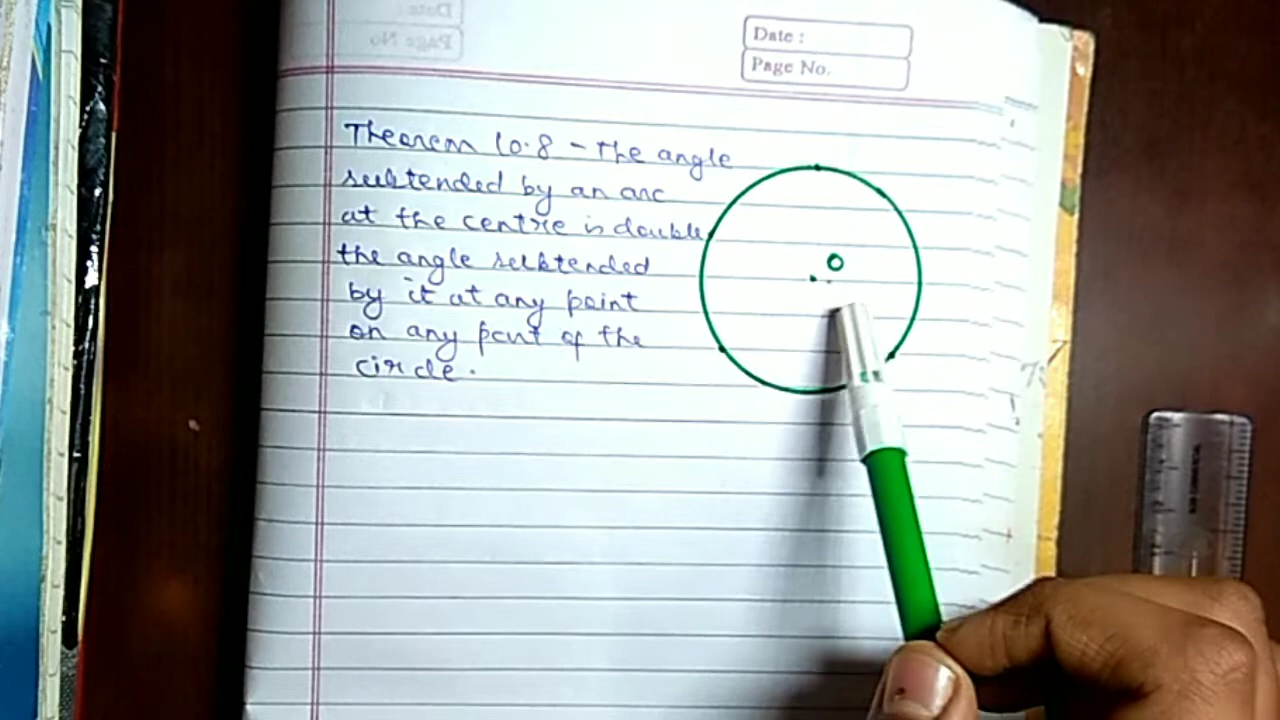 Date :
Page No.
Theorem 10.8 - The angle
subtended by an arc
at the centre is double
the angle subtended
by it at any point
on any part of the
circle.
O